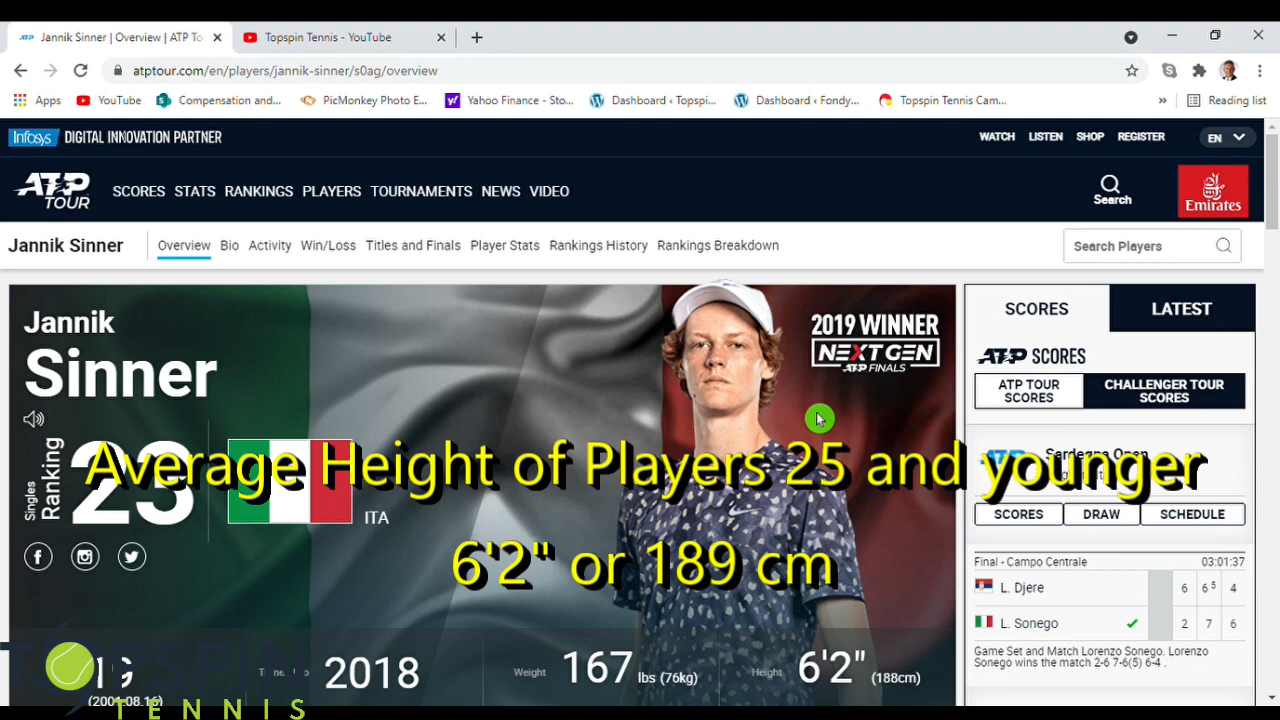 Jannik Sinner | Overview | ATP To
Topspin Tennis - YouTube
atptour.com/en/players/jannik-sinner/s0ag/overview
Apps YouTube Compensation and... PicMonkey Photo E... Yahoo Finance - Sto... Dashboard ‹ Topspi... Dashboard ‹ Fondy... Topspin Tennis Cam... » Reading list
Infosys DIGITAL INNOVATION PARTNER
WATCH LISTEN SHOP REGISTER EN
ATP TOUR
SCORES STATS RANKINGS PLAYERS TOURNAMENTS NEWS VIDEO
Search
Emirates
Jannik Sinner
Overview Bio Activity Win/Loss Titles and Finals Player Stats Rankings History Rankings Breakdown
Search Players
Jannik
Sinner
2019 WINNER
NEXT GEN
ATP FINALS
Singles
Ranking
23
ITA
Average Height of Players 25 and younger
6'2" or 189 cm
2018
Weight 167 lbs (76kg)
Height 6'2" (188cm)
(2001.08.16)
TENNIS
SCORES LATEST
ATP SCORES
ATP TOUR
SCORES
CHALLENGER TOUR
SCORES
Sardegna Open
SCORES DRAW SCHEDULE
Final - Campo Centrale 03:01:37
L. Djere 6 6 5 4
L. Sonego 2 7 6
Game Set and Match Lorenzo Sonego. Lorenzo
Sonego wins the match 2-6 7-6(5) 6-4 .